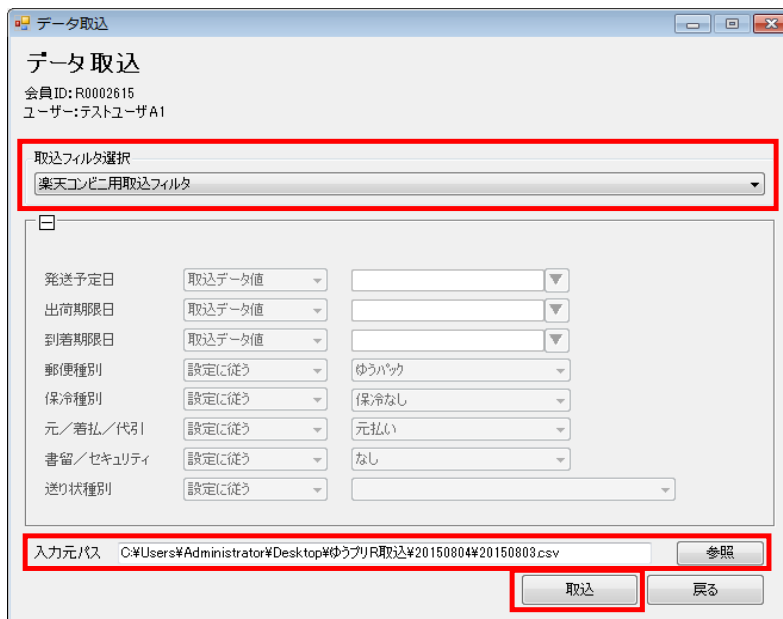 データ取込
データ取込
会員ID: R0002615
ユーザー:テストユーザA1
取込フィルタ選択
楽天コンビニ用取込フィルタ
発送予定日 取込データ値
出荷期限日 取込データ値
到着期限日 取込データ値
郵便種別 設定に従う ゆうパック
保冷種別 設定に従う 保冷なし
元／着払／代引 設定に従う 元払い
書留／セキュリティ 設定に従う なし
送り状種別 設定に従う
入力元パス C:¥Users¥Administrator¥Desktop¥ゆうプリR取込¥20150804¥20150803.csv 参照
取込 戻る